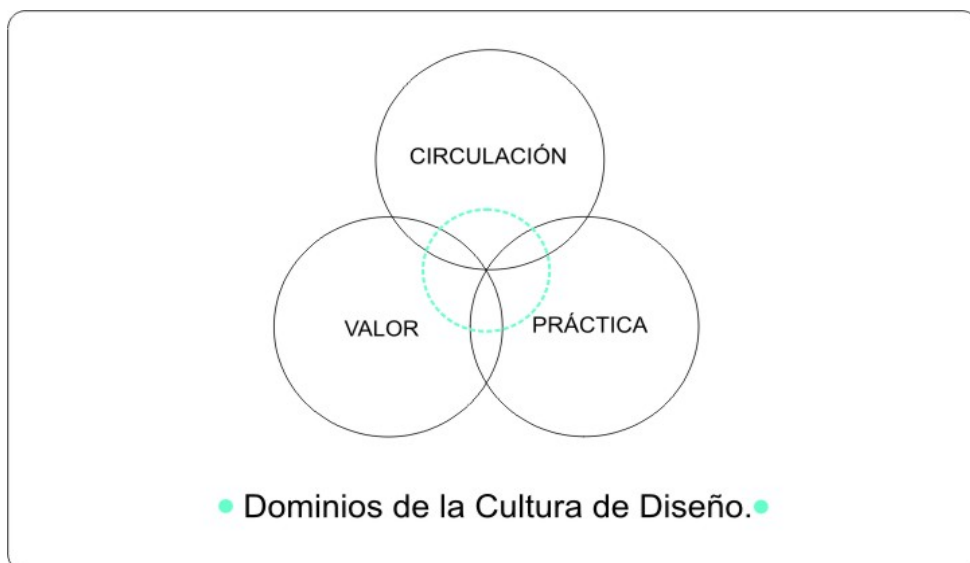 CIRCULACIÓN
VALOR
PRÁCTICA
Dominios de la Cultura de Diseño.